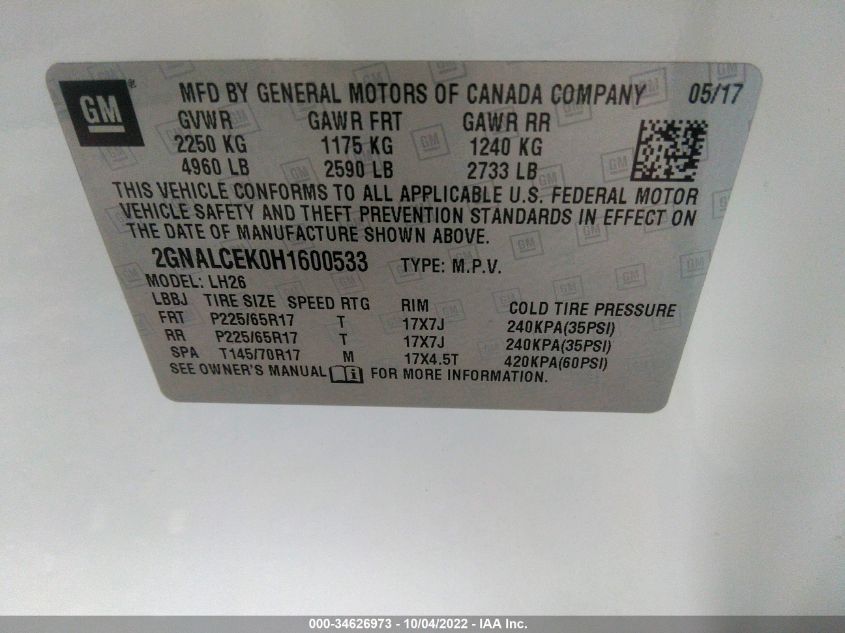 GM ® MFD BY GENERAL MOTORS OF CANADA COMPANY 05/17
GVWR GAWR FRT GAWR RR
2250 KG 1175 KG 1240 KG
4960 LB 2590 LB 2733 LB
THIS VEHICLE CONFORMS TO ALL APPLICABLE U.S. FEDERAL MOTOR
VEHICLE SAFETY AND THEFT PREVENTION STANDARDS IN EFFECT ON
THE DATE OF MANUFACTURE SHOWN ABOVE.
2GNALCEK0H1600533 TYPE: M.P.V.
MODEL: LH26
LBBJ TIRE SIZE SPEED RTG RIM COLD TIRE PRESSURE
FRT P225/65R17 T 17X7J 240KPA(35PSI)
RR P225/65R17 T 17X7J 240KPA(35PSI)
SPA T145/70R17 M 17X4.5T 420KPA(60PSI)
SEE OWNER'S MANUAL FOR MORE INFORMATION.
000-34626973 - 10/04/2022 - IAA Inc.